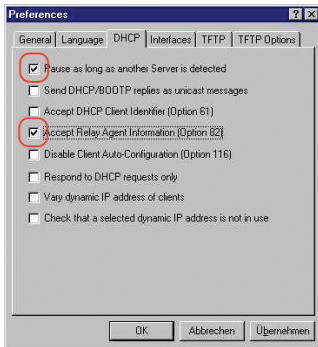 Preferences
General Language DHCP Interfaces TFTP TFTP Options
Pause as long as another Server is detected
Send DHCP/BOOTP replies as unicast messages
Accept DHCP Client Identifier (Option 61)
Accept Relay Agent Information (Option 82)
Disable Client Auto-Configuration (Option 116)
Respond to DHCP requests only
Vary dynamic IP address of clients
Check that a selected dynamic IP address is not in use
OK Abbrechen Übernehmen